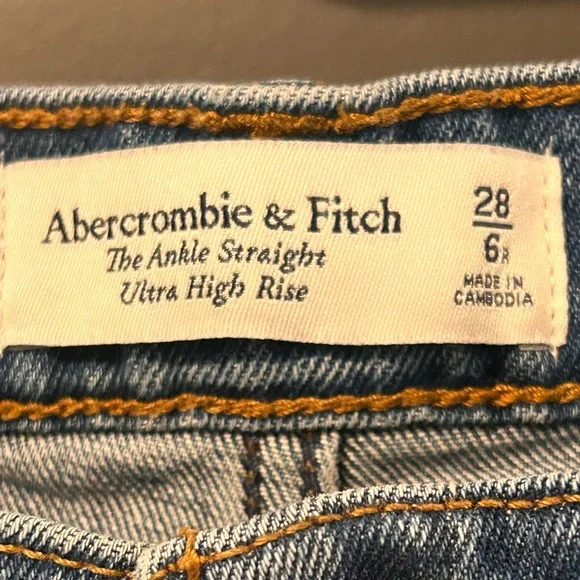 Abercrombie & Fitch
The Ankle Straight
Ultra High Rise
28
6R
MADE IN
CAMBODIA